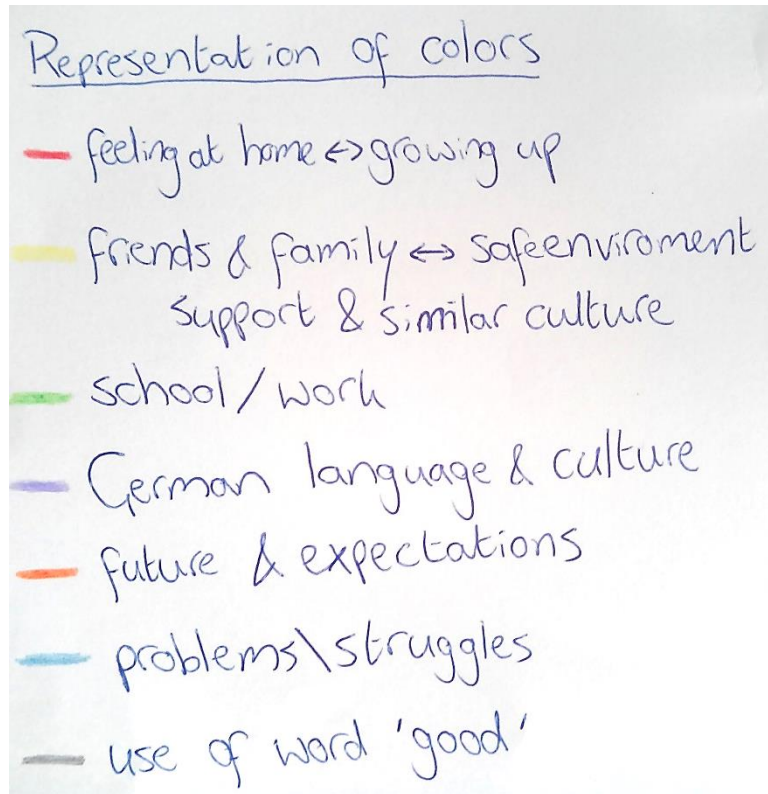 Representation of colors
feeling at home <-> growing up
friends & family <-> safeenviroment
support & similar culture
school/work
German language & culture
future & expectations
problems\struggles
use of word 'good'